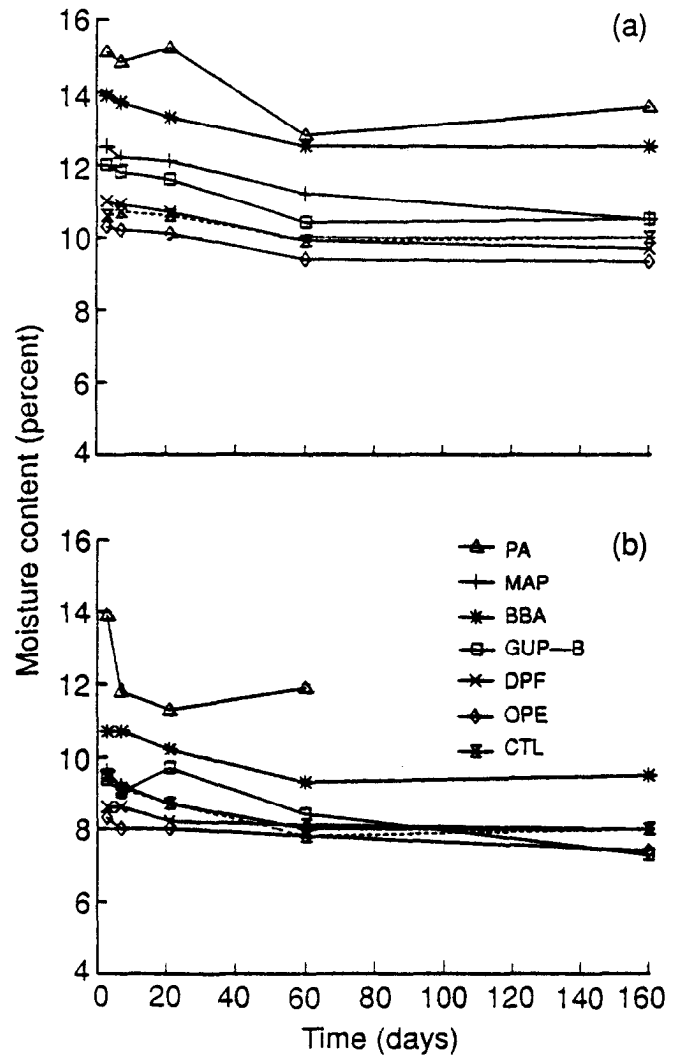 16
(a)
14
12
10
8
6
4
Moisture content (percent)
16
(b)
14
12
10
8
6
4
PA
MAP
BBA
GUP—B
DPF
OPE
CTL
0 20 40 60 80 100 120 140 160
Time (days)